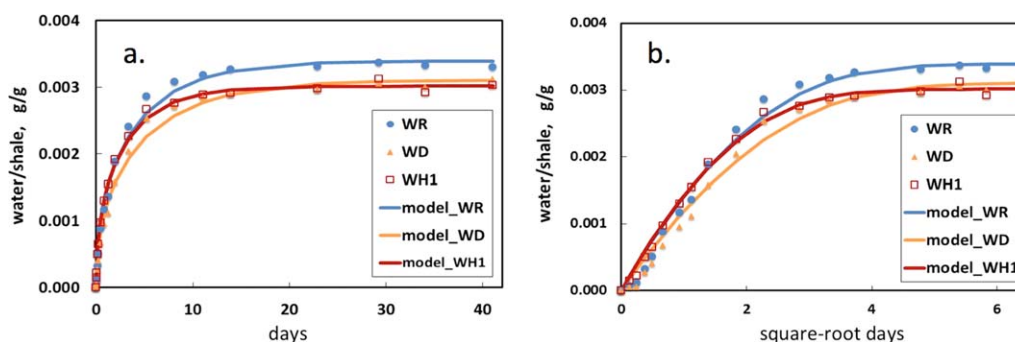 a.
water/shale, g/g
0.004
0.003
0.002
0.001
0.000
0
10
20
30
40
days
WR
WD
WH1
model_WR
model_WD
model_WH1
b.
water/shale, g/g
0.004
0.003
0.002
0.001
0.000
0
2
4
6
square-root days
WR
WD
WH1
model_WR
model_WD
model_WH1